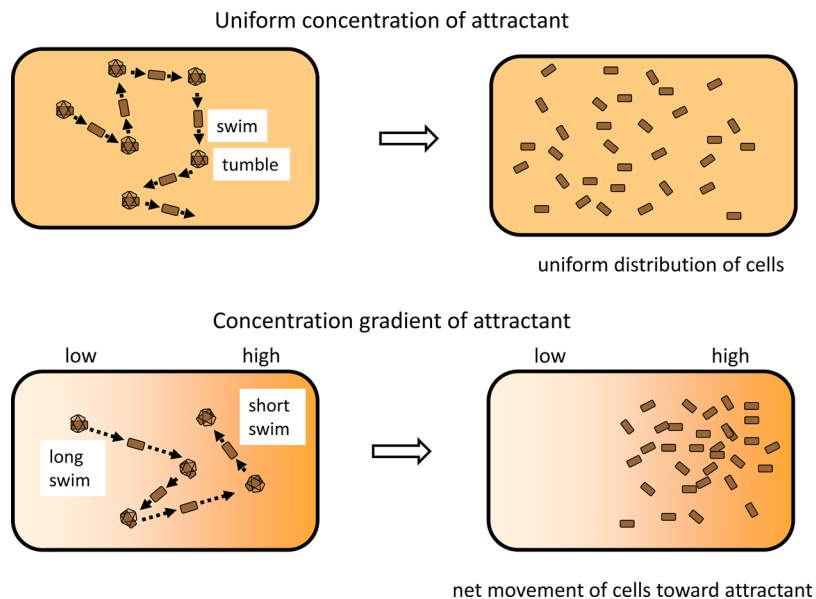 Uniform concentration of attractant
swim
tumble
uniform distribution of cells
Concentration gradient of attractant
low high
low high
short
swim
long
swim
net movement of cells toward attractant